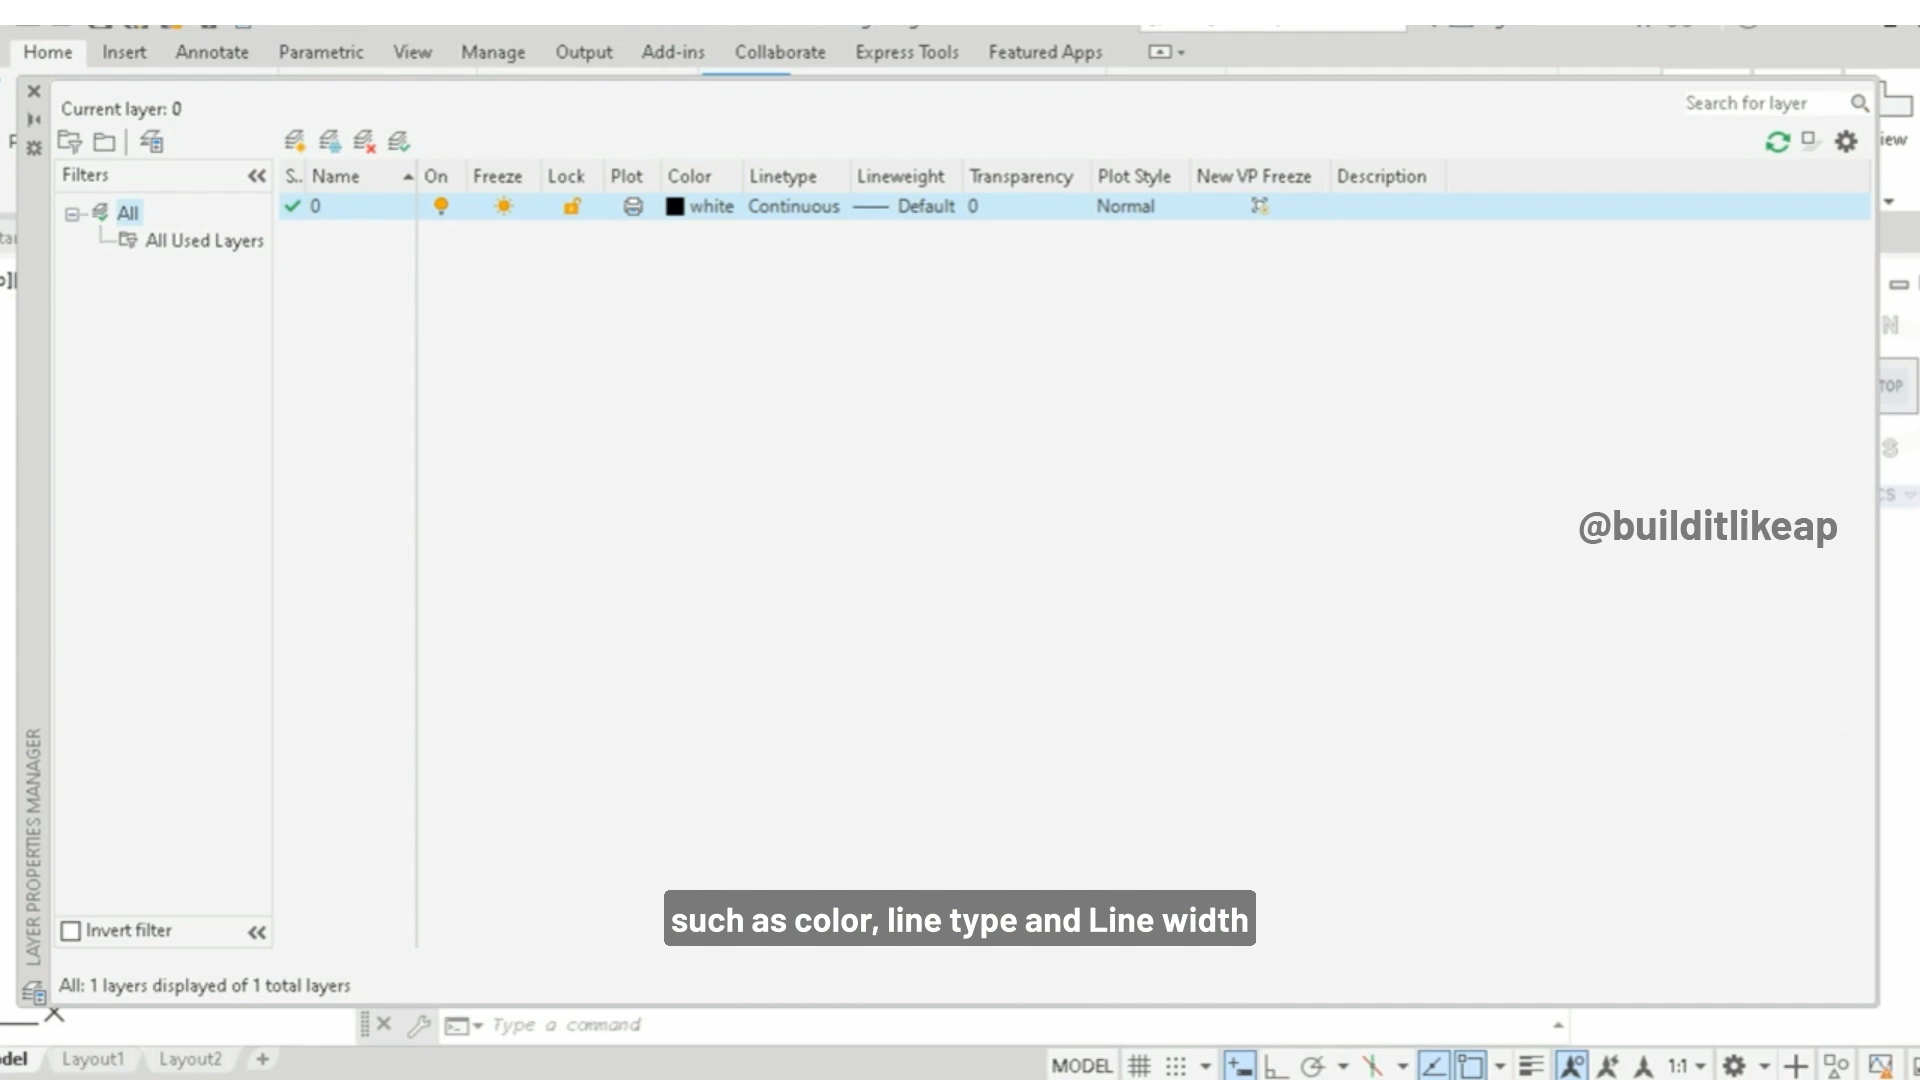 Home Insert Annotate Parametric View Manage Output Add-ins Collaborate Express Tools Featured Apps
Current layer: 0
Search for layer
Filters
S.. Name On Freeze Lock Plot Color Linetype Lineweight Transparency Plot Style New VP Freeze Description
All
0 white Continuous Default 0 Normal
All Used Layers
N
TOP
S
@builditlikeap
such as color, line type and Line width
Invert filter
LAYER PROPERTIES MANAGER
All: 1 layers displayed of 1 total layers
Type a command
Layout1 Layout2
MODEL 1:1